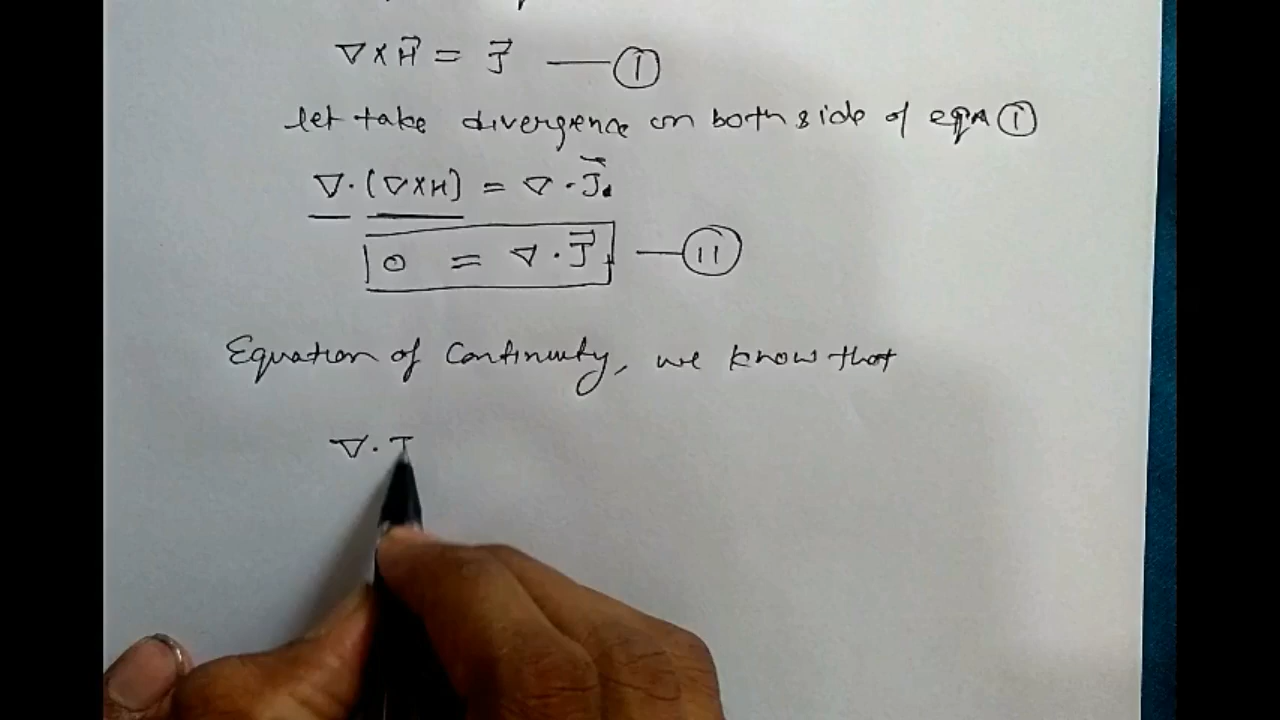 ∇×H⃗ = J⃗ —— Ⅰ
let take divergence on both side of eqn Ⅰ
∇·(∇×H) = ∇·J⃗.
0 = ∇·J⃗ —— ⅠⅠ
Equation of Continuity, we know that
∇·J